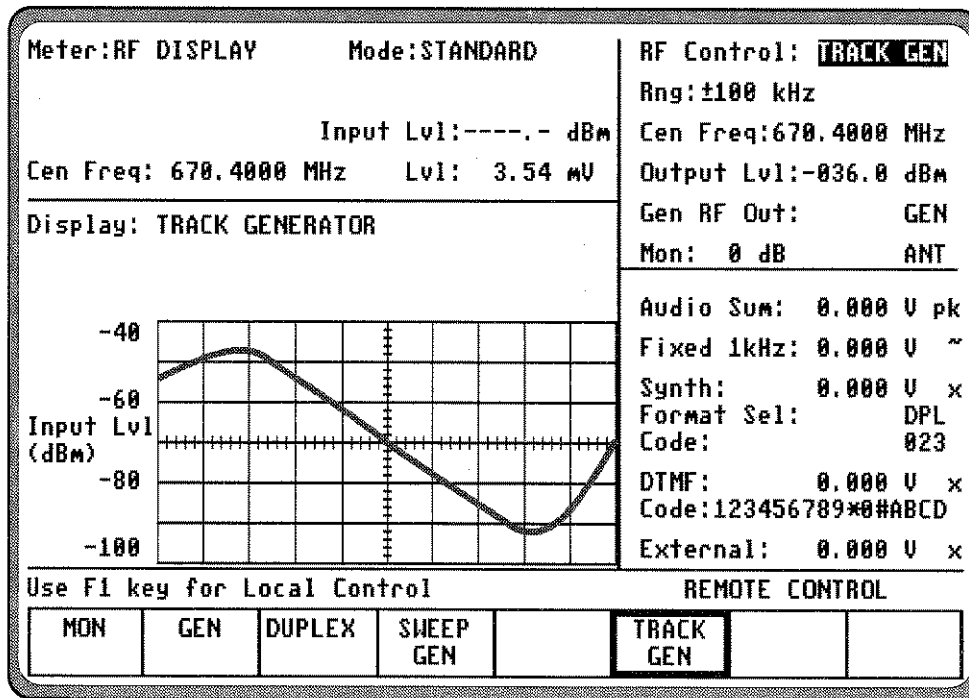 Meter:RF DISPLAY Mode:STANDARD
Input Lvl:----.- dBm
Cen Freq: 670.4000 MHz Lvl: 3.54 mV
Display: TRACK GENERATOR
-40
-60
Input Lvl
(dBm)
-80
-100
RF Control: TRACK GEN
Rng:±100 kHz
Cen Freq:670.4000 MHz
Output Lvl:-036.0 dBm
Gen RF Out: GEN
Mon: 0 dB ANT
Audio Sum: 0.000 V pk
Fixed 1kHz: 0.000 V ~
Synth: 0.000 V x
Format Sel: DPL
Code: 023
DTMF: 0.000 V x
Code:123456789*0#ABCD
External: 0.000 V x
Use F1 key for Local Control REMOTE CONTROL
MON GEN DUPLEX SWEEP GEN TRACK GEN